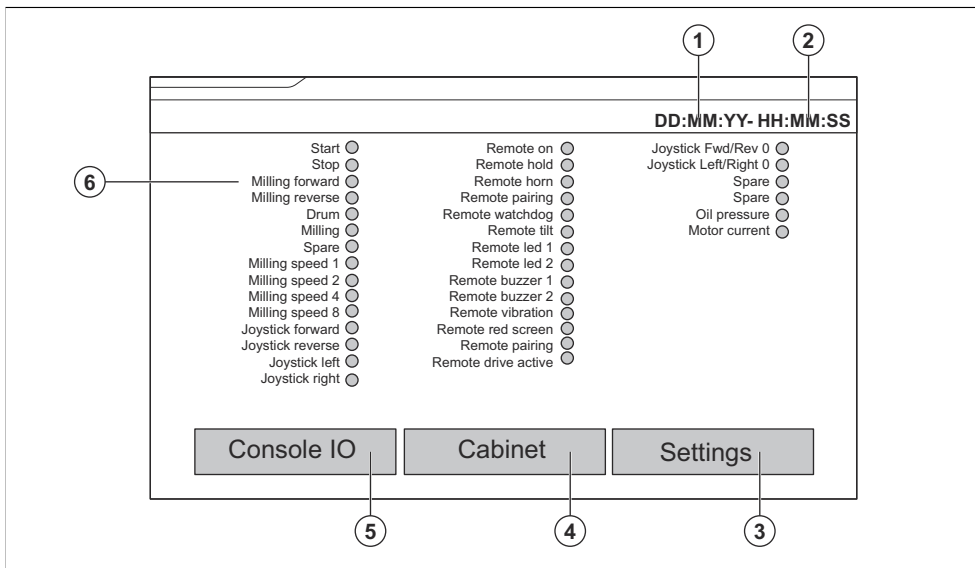 1 2
DD:MM:YY- HH:MM:SS
Start
Stop
Milling forward
Milling reverse
Drum
Milling
Spare
Milling speed 1
Milling speed 2
Milling speed 4
Milling speed 8
Joystick forward
Joystick reverse
Joystick left
Joystick right
Remote on
Remote hold
Remote horn
Remote pairing
Remote watchdog
Remote tilt
Remote led 1
Remote led 2
Remote buzzer 1
Remote buzzer 2
Remote vibration
Remote red screen
Remote pairing
Remote drive active
Joystick Fwd/Rev 0
Joystick Left/Right 0
Spare
Spare
Oil pressure
Motor current
6
Console IO Cabinet Settings
5 4 3